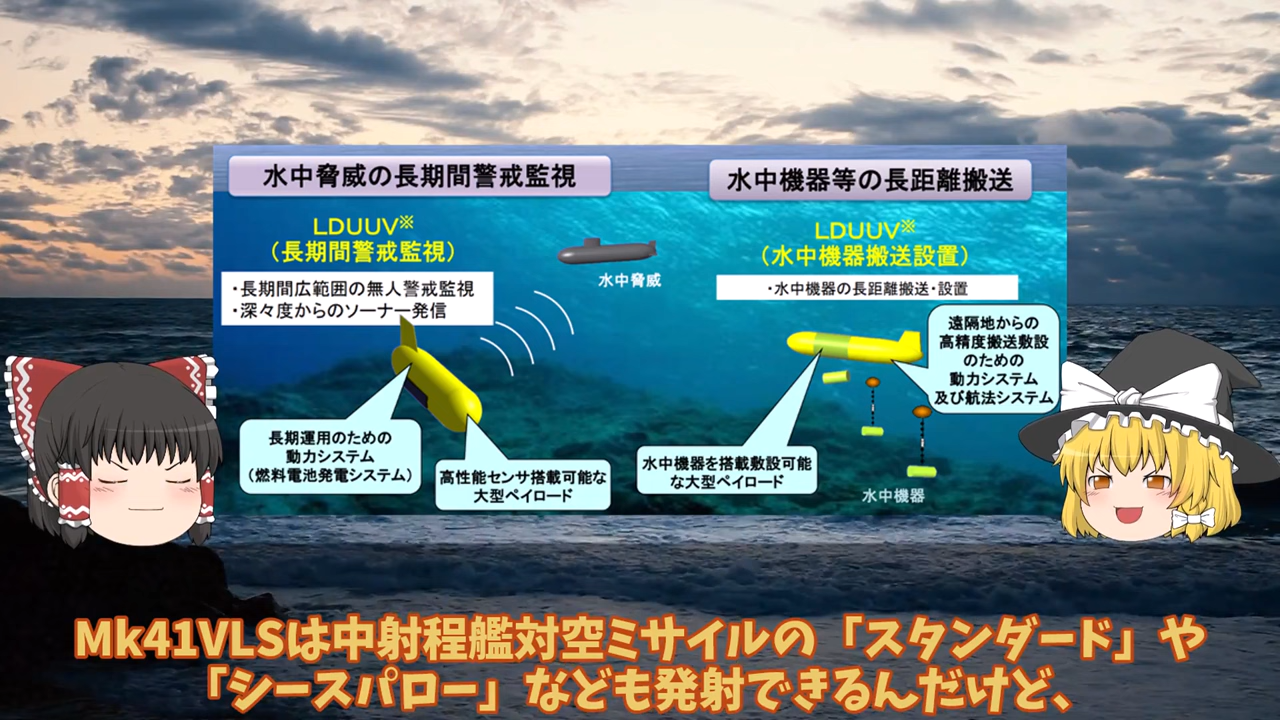 水中脅威の長期間警戒監視
LDUUV※
（長期間警戒監視）
・長期間広範囲の無人警戒監視
・深々度からのソーナー発信
水中脅威
長期運用のための
動力システム
（燃料電池発電システム）
高性能センサ搭載可能な
大型ペイロード
水中機器等の長距離搬送
LDUUV※
（水中機器搬送設置）
・水中機器の長距離搬送・設置
遠隔地からの
高精度搬送敷設
のための
動力システム
及び航法システム
水中機器を搭載敷設可能
な大型ペイロード
水中機器
Mk41VLSは中射程艦対空ミサイルの「スタンダード」や
「シースパロー」なども発射できるんだけど、